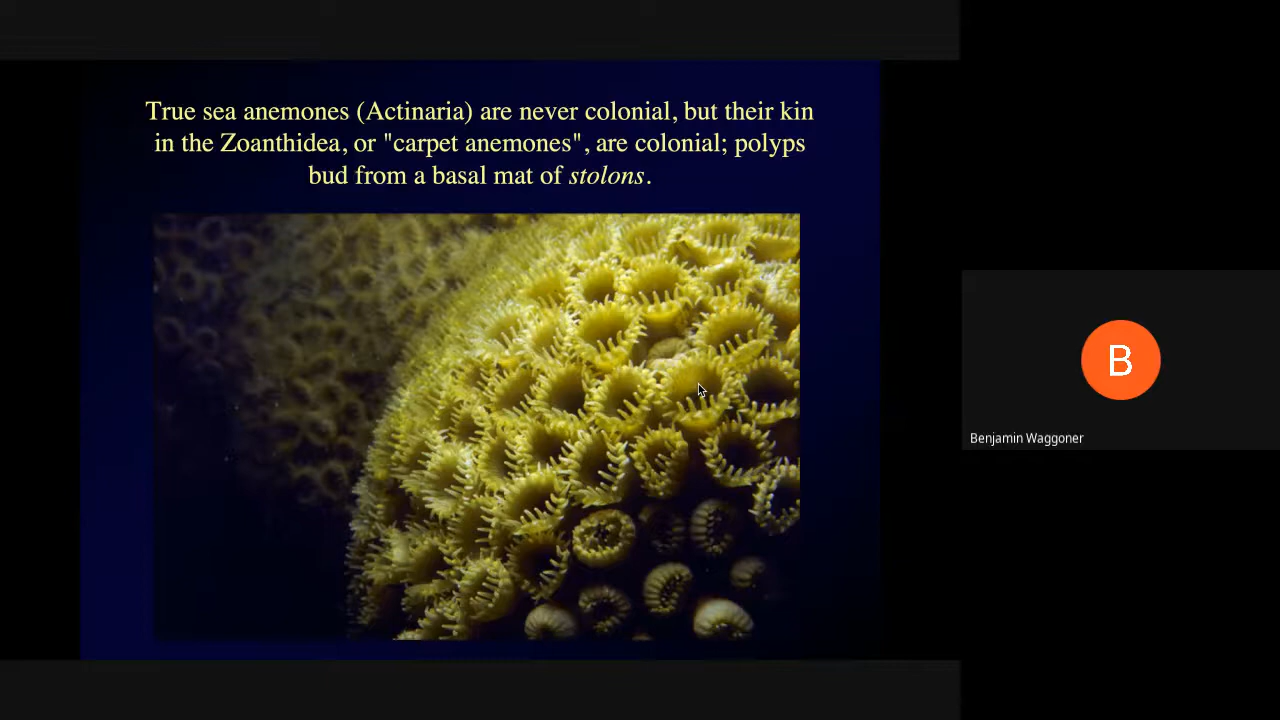 True sea anemones (Actinaria) are never colonial, but their kin
in the Zoanthidea, or "carpet anemones", are colonial; polyps
bud from a basal mat of stolons.
B
Benjamin Waggoner